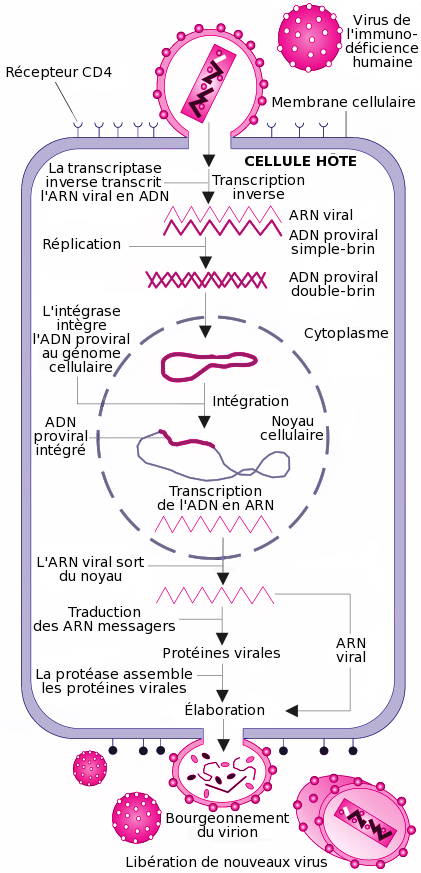 Virus de
l'immuno-
déficience
humaine
Récepteur CD4
Membrane cellulaire
CELLULE HÔTE
La transcriptase
inverse transcrit
l'ARN viral en ADN
Transcription
inverse
ARN viral
ADN proviral
simple-brin
Réplication
ADN proviral
double-brin
L'intégrase
intègre
l'ADN proviral
au génome
cellulaire
Cytoplasme
Intégration
ADN
proviral
intégré
Noyau
cellulaire
Transcription
de l'ADN en ARN
L'ARN viral sort
du noyau
Traduction
des ARN messagers
Protéines virales
ARN
viral
La protéase assemble
les protéines virales
Élaboration
Bourgeonnement
du virion
Libération de nouveaux virus